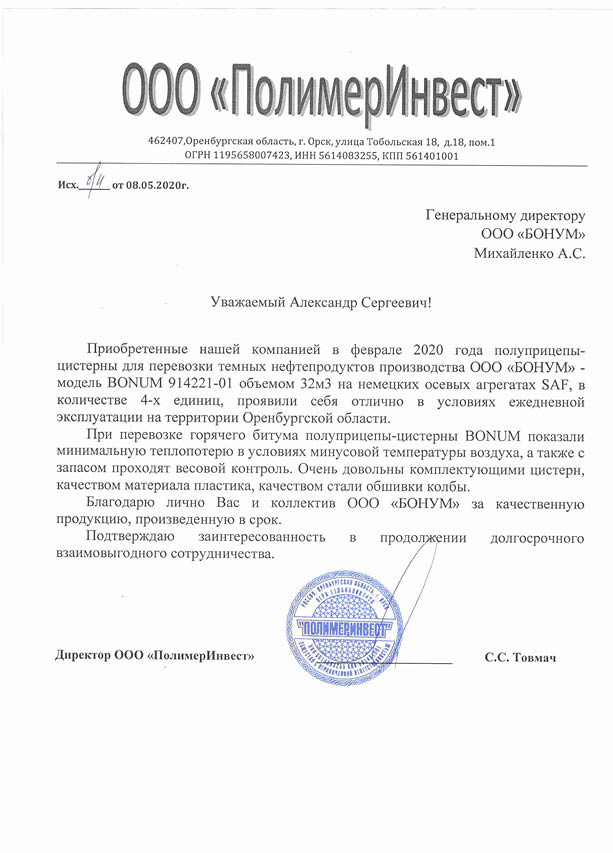 ООО «ПолимерИнвест»
462407,Оренбургская область, г. Орск, улица Тобольская 18, д.18, пом.1
ОГРН 1195658007423, ИНН 5614083255, КПП 561401001
Исх. б/н от 08.05.2020г.
Генеральному директору
ООО «БОНУМ»
Михайленко А.С.
Уважаемый Александр Сергеевич!
Приобретенные нашей компанией в феврале 2020 года полуприцепы-
цистерны для перевозки темных нефтепродуктов производства ООО «БОНУМ» -
модель BONUM 914221-01 объемом 32м3 на немецких осевых агрегатах SAF, в
количестве 4-х единиц, проявили себя отлично в условиях ежедневной
эксплуатации на территории Оренбургской области.
При перевозке горячего битума полуприцепы-цистерны BONUM показали
минимальную теплопотерю в условиях минусовой температуры воздуха, а также с
запасом проходят весовой контроль. Очень довольны комплектующими цистерн,
качеством материала пластика, качеством стали обшивки колбы.
Благодарю лично Вас и коллектив ООО «БОНУМ» за качественную
продукцию, произведенную в срок.
Подтверждаю заинтересованность в продолжении долгосрочного
взаимовыгодного сотрудничества.
"ПОЛИМЕРИНВЕСТ"
Директор ООО «ПолимерИнвест» С.С. Товмач